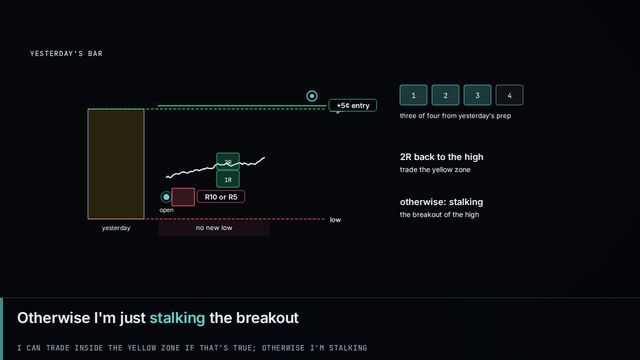 YESTERDAY'S BAR
1 2 3 4
+5¢ entry
three of four from yesterday's prep
2R back to the high
trade the yellow zone
2R
1R
R10 or R5
open
otherwise: stalking
the breakout of the high
low
yesterday
no new low
Otherwise I'm just stalking the breakout
I CAN TRADE INSIDE THE YELLOW ZONE IF THAT'S TRUE; OTHERWISE I'M STALKING